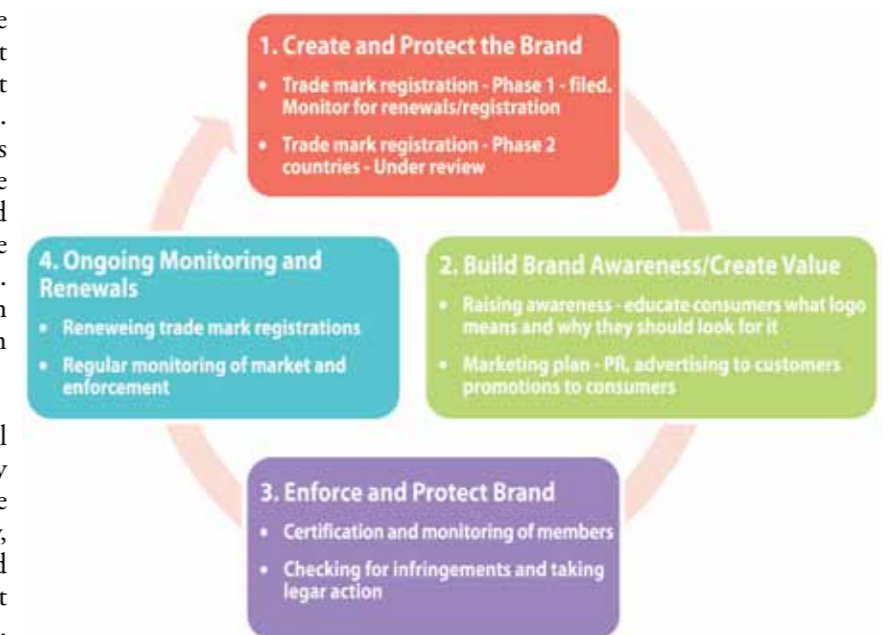 1. Create and Protect the Brand
• Trade mark registration - Phase 1 - filed.
Monitor for renewals/registration
• Trade mark registration - Phase 2
countries - Under review
2. Build Brand Awareness/Create Value
• Raising awareness - educate consumers what logo
means and why they should look for it
• Marketing plan - PR, advertising to customers
promotions to consumers
3. Enforce and Protect Brand
• Certification and monitoring of members
• Checking for infringements and taking
legar action
4. Ongoing Monitoring and
Renewals
• Reneweing trade mark registrations
• Regular monitoring of market and
enforcement